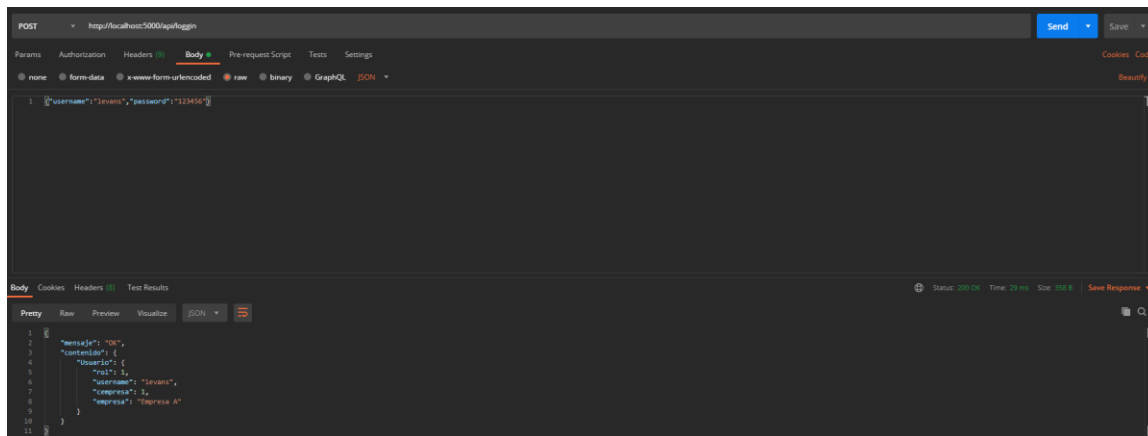 POST http://localhost:5000/api/loggin Send Save
Params Authorization Headers (9) Body Pre-request Script Tests Settings Cookies Cod
none form-data x-www-form-urlencoded raw binary GraphQL JSON Beautify
1 {"username":"levans","password":"123456"}
Body Cookies Headers (8) Test Results Status: 200 OK Time: 29 ms Size: 358 B Save Response
Pretty Raw Preview Visualize JSON
1 {
2 "mensaje": "OK",
3 "contenido": {
4 "Usuario": {
5 "rol": 1,
6 "username": "levans",
7 "cempresa": 1,
8 "empresa": "Empresa A"
9 }
10 }
11 }